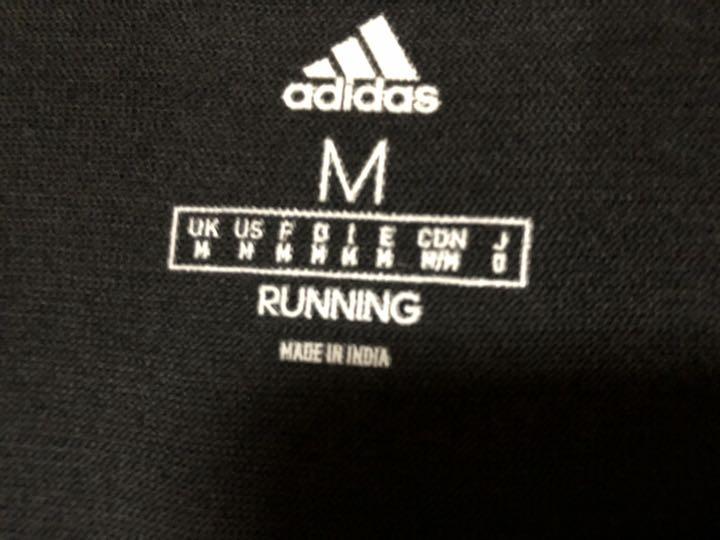 adidas
M
UK US F D I E CDN J
M M M M M M M/M O
RUNNING
MADE IN INDIA